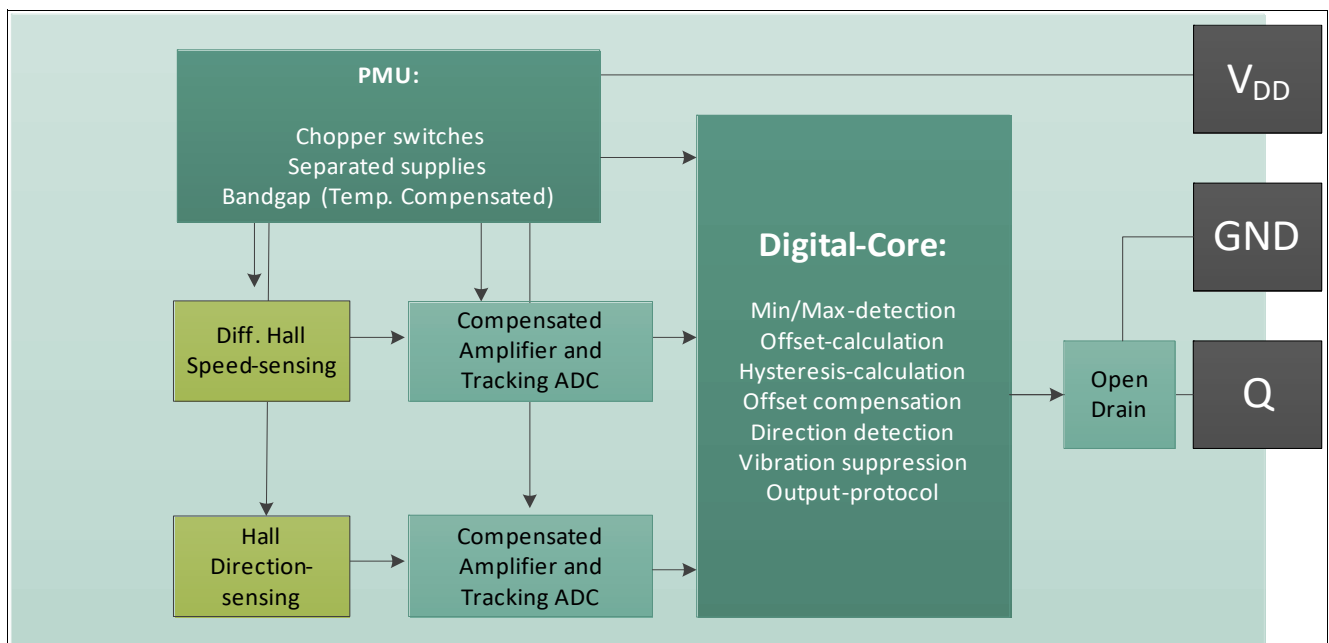 PMU:
Chopper switches
Separated supplies
Bandgap (Temp. Compensated)
V_DD
GND
Digital-Core:
Min/Max-detection
Offset-calculation
Hysteresis-calculation
Offset compensation
Direction detection
Vibration suppression
Output-protocol
Diff. Hall
Speed-sensing
Compensated
Amplifier and
Tracking ADC
Open
Drain
Q
Hall
Direction-
sensing
Compensated
Amplifier and
Tracking ADC